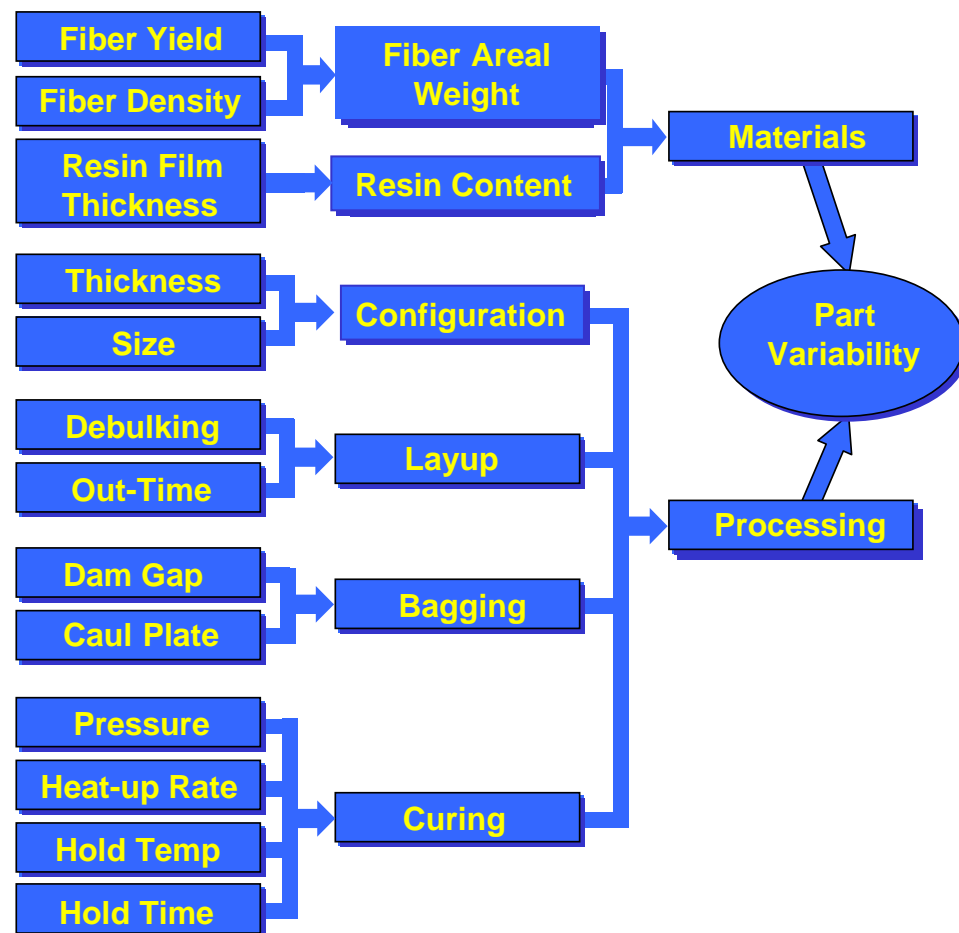 Fiber Yield
Fiber Density
Resin Film
Thickness
Fiber Areal
Weight
Resin Content
Materials
Thickness
Size
Configuration
Part
Variability
Debulking
Out-Time
Layup
Processing
Dam Gap
Caul Plate
Bagging
Pressure
Heat-up Rate
Hold Temp
Hold Time
Curing